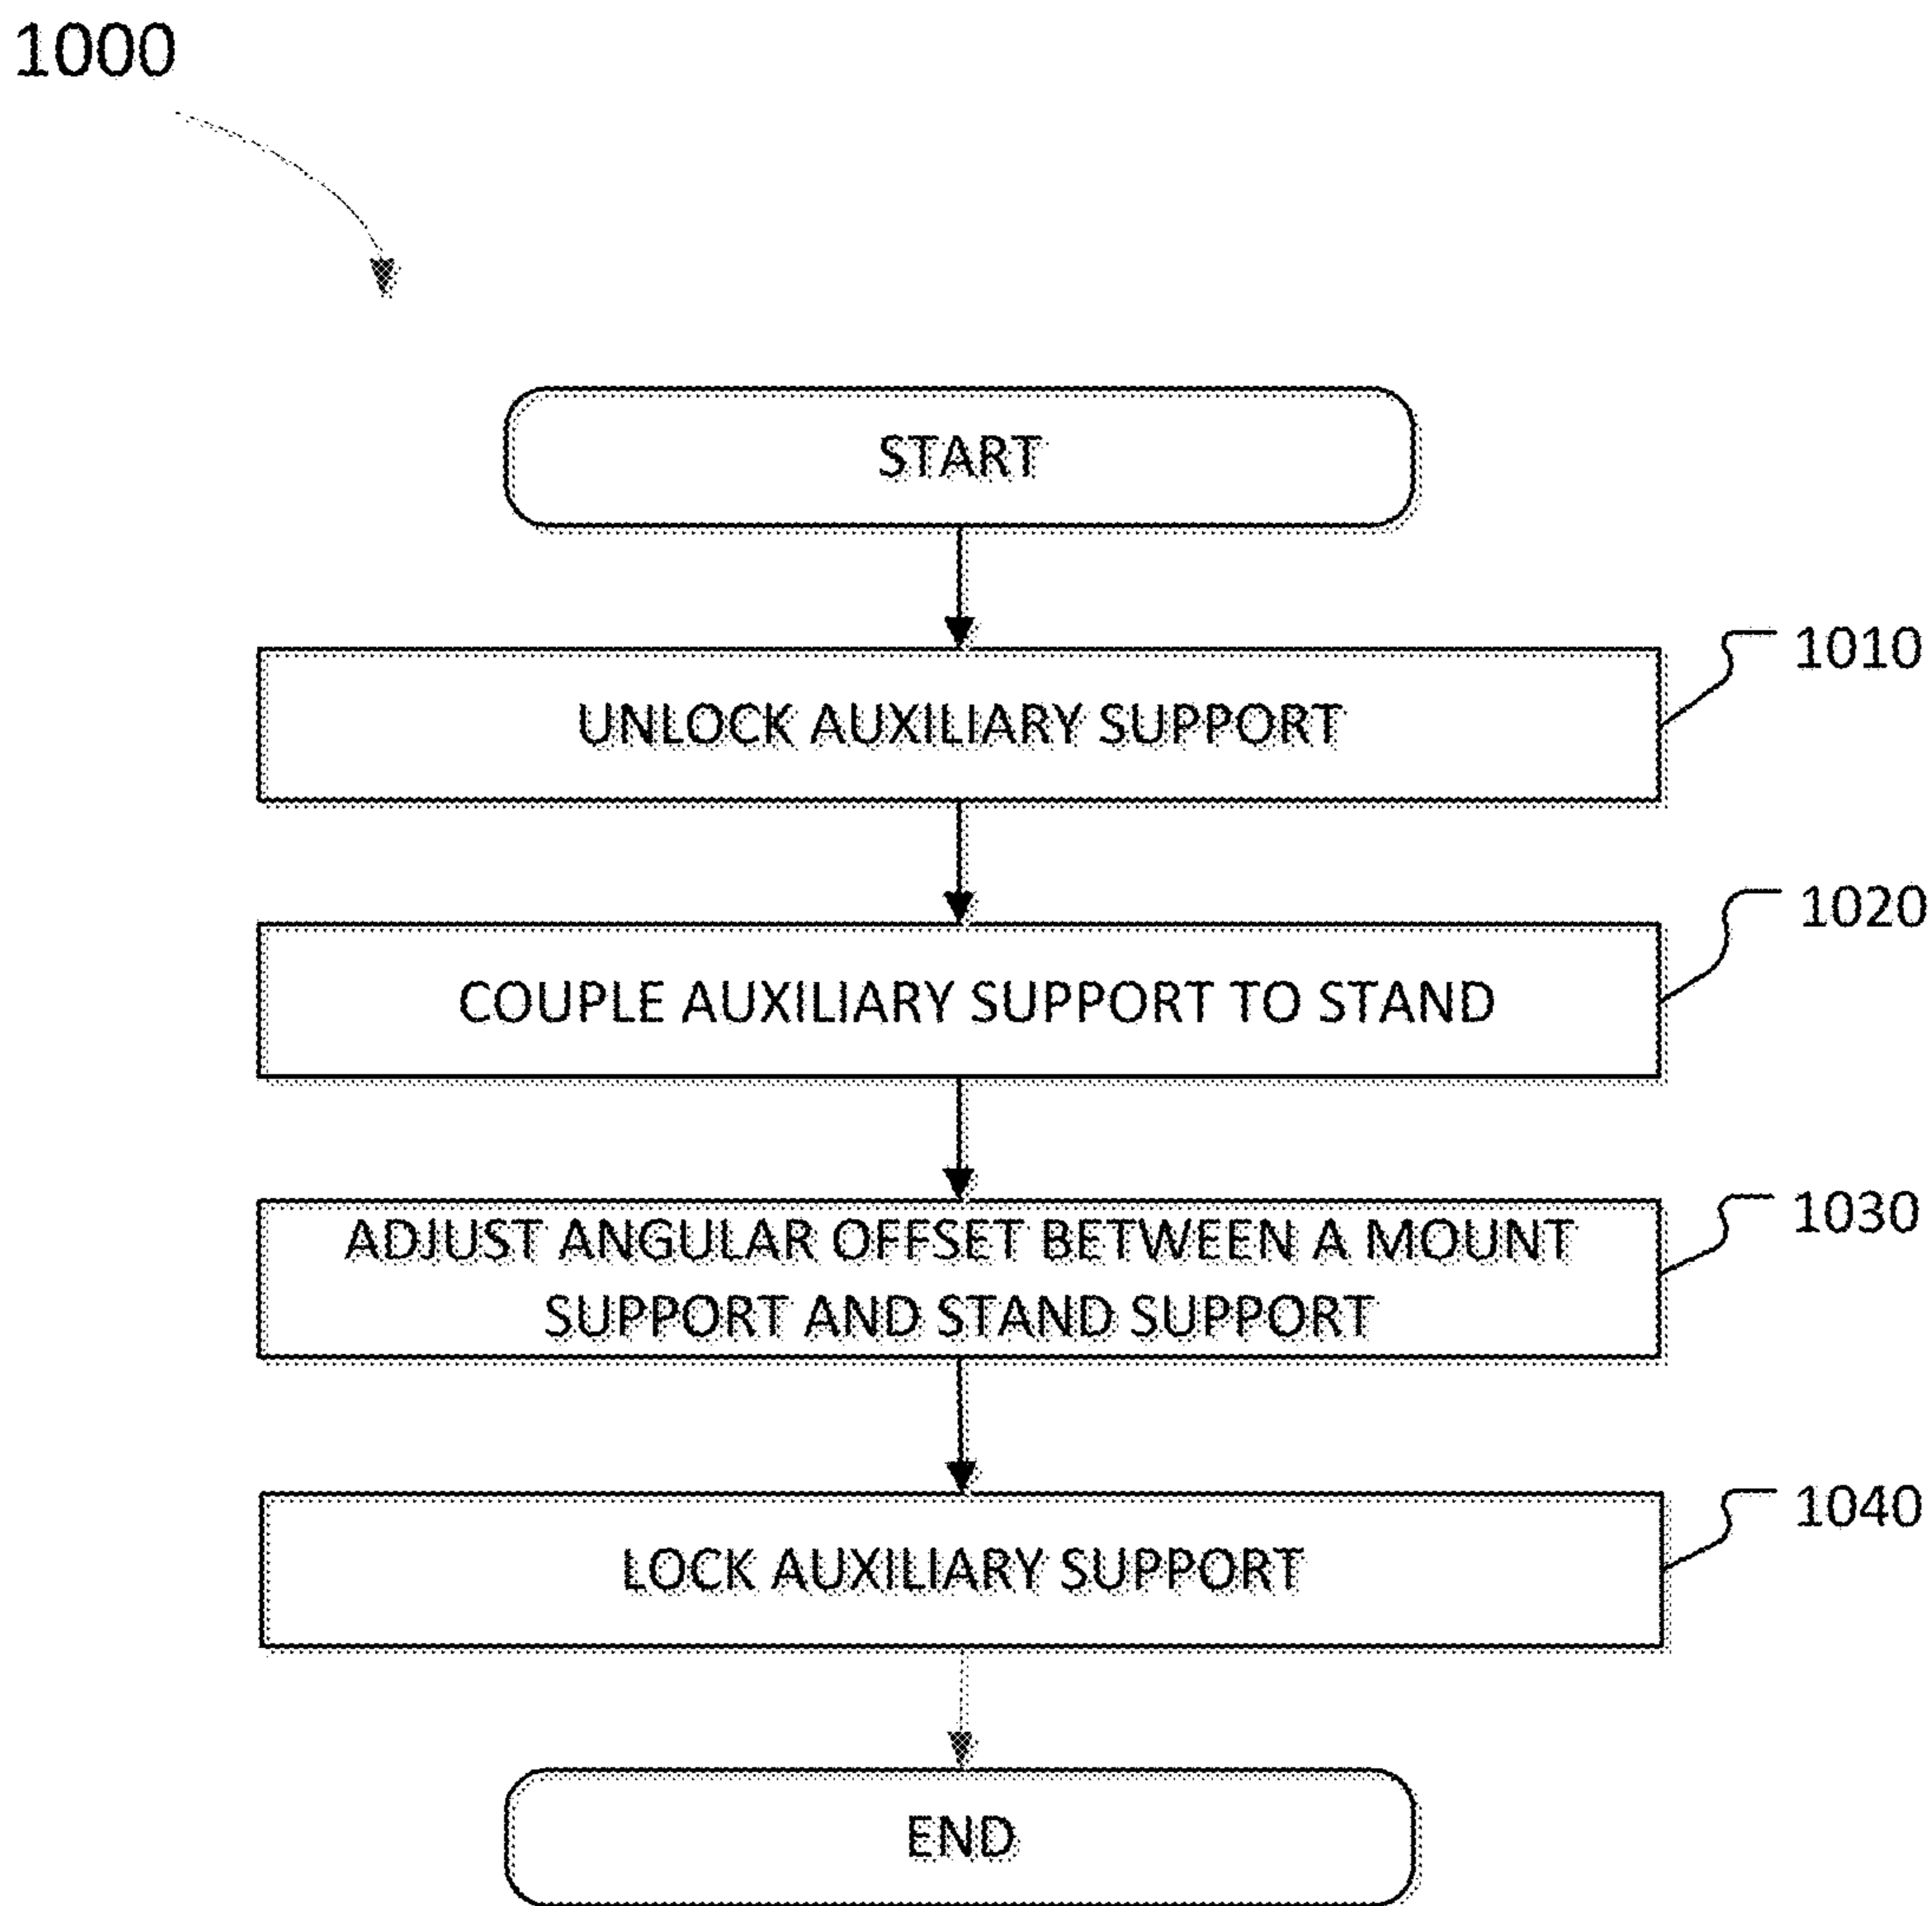 1000
START
UNLOCK AUXILIARY SUPPORT
1010
COUPLE AUXILIARY SUPPORT TO STAND
1020
ADJUST ANGULAR OFFSET BETWEEN A MOUNT
SUPPORT AND STAND SUPPORT
1030
LOCK AUXILIARY SUPPORT
1040
END